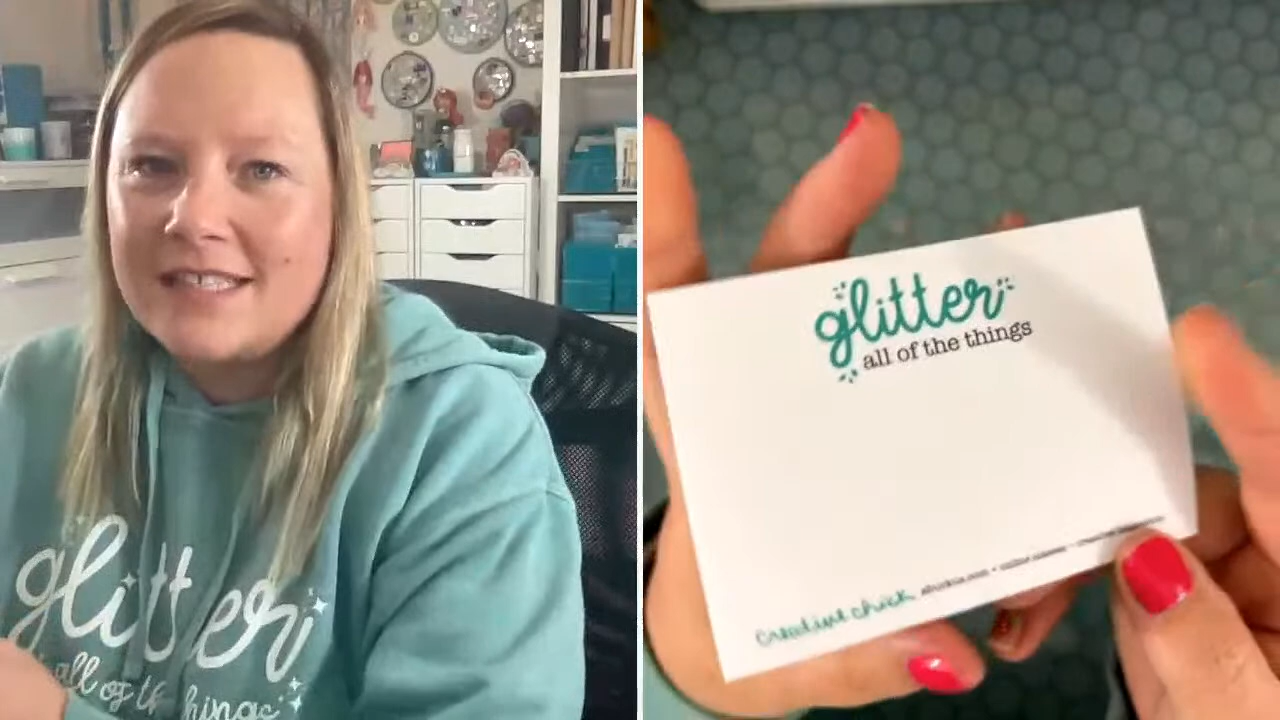 glitter
all of the things
glitter
all of the things
creative chick